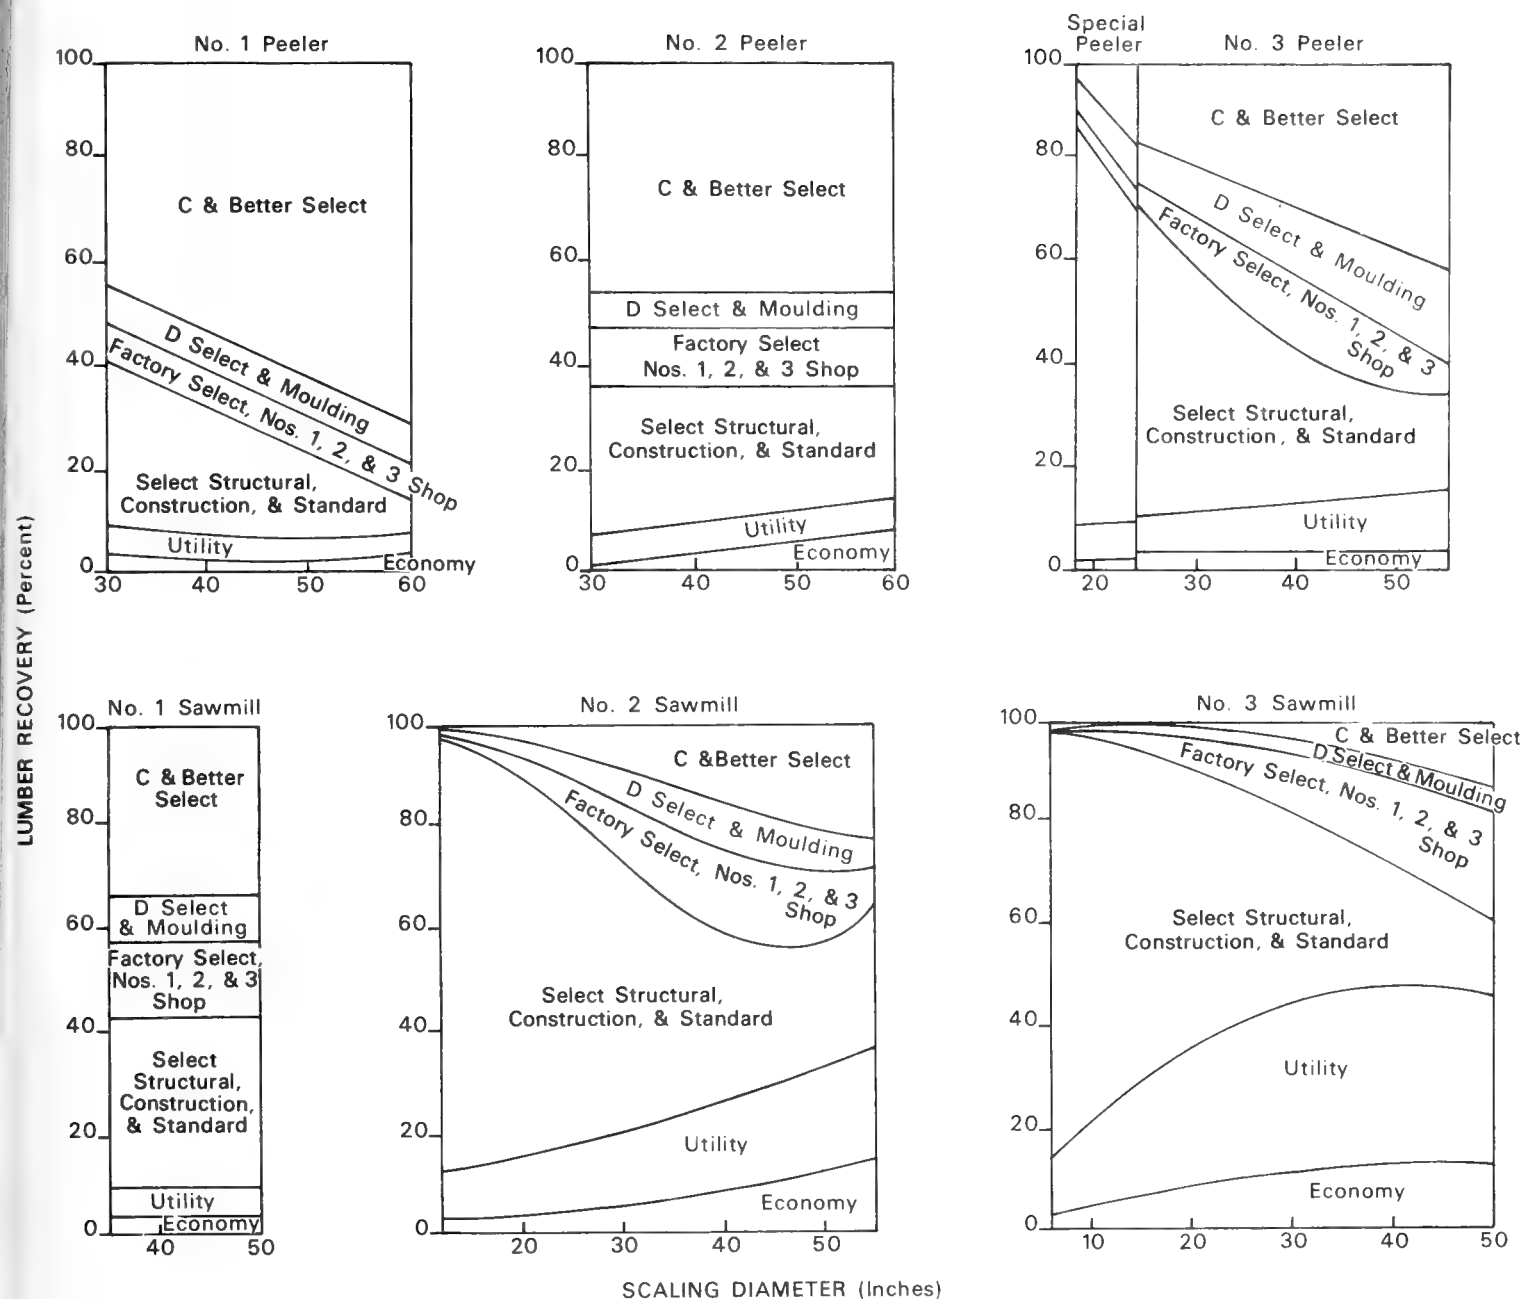 No. 1 Peeler
100
80
60
40
20
0
C & Better Select
D Select & Moulding
Factory Select, Nos. 1, 2, & 3 Shop
Select Structural,
Construction, & Standard
Utility
Economy
30 40 50 60
No. 2 Peeler
100
80
60
40
20
0
C & Better Select
D Select & Moulding
Factory Select
Nos. 1, 2, & 3 Shop
Select Structural,
Construction, & Standard
Utility
Economy
30 40 50 60
Special
Peeler
No. 3 Peeler
100
80
60
40
20
0
C & Better Select
D Select & Moulding
Factory Select, Nos. 1, 2, & 3
Shop
Select Structural,
Construction, & Standard
Utility
Economy
20 30 40 50
LUMBER RECOVERY (Percent)
No. 1 Sawmill
100
80
60
40
20
0
C & Better
Select
D Select
& Moulding
Factory Select,
Nos. 1, 2, & 3
Shop
Select
Structural,
Construction,
& Standard
Utility
Economy
40 50
No. 2 Sawmill
100
80
60
40
20
0
C & Better Select
D Select & Moulding
Factory Select, Nos. 1, 2, & 3
Shop
Select Structural,
Construction, & Standard
Utility
Economy
20 30 40 50
No. 3 Sawmill
100
80
60
40
20
0
C & Better Select
D Select & Moulding
Factory Select, Nos. 1, 2, & 3
Shop
Select Structural,
Construction, & Standard
Utility
Economy
10 20 30 40 50
SCALING DIAMETER (Inches)